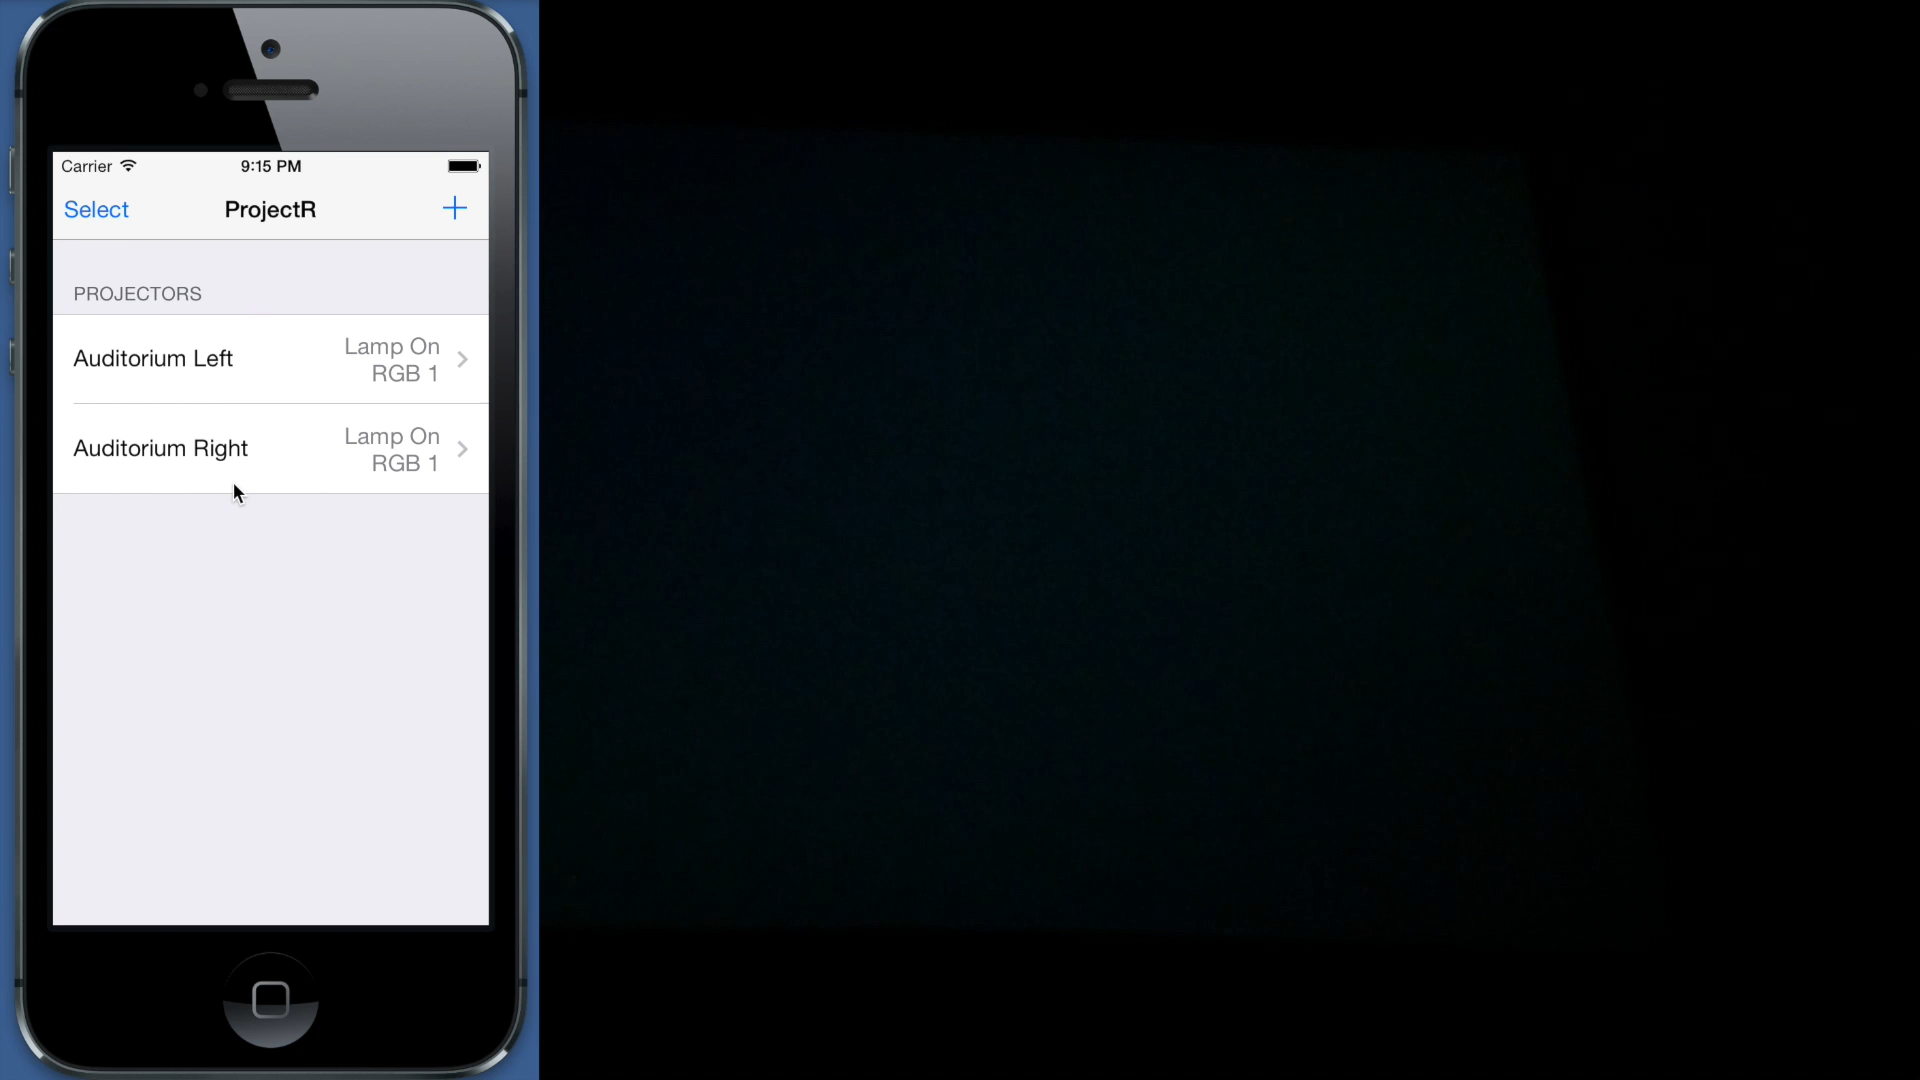 Carrier 9:15 PM
Select ProjectR +
PROJECTORS
Auditorium Left Lamp On
RGB 1
Auditorium Right Lamp On
RGB 1